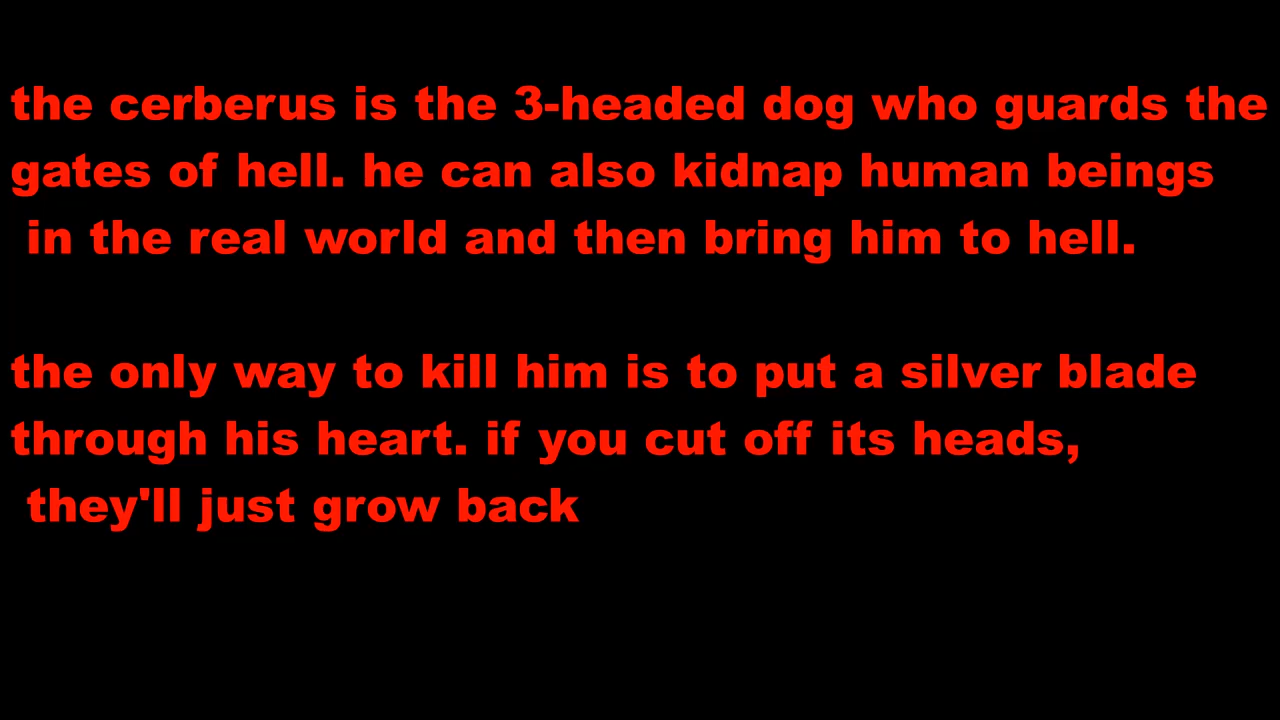 the cerberus is the 3-headed dog who guards the
gates of hell. he can also kidnap human beings
in the real world and then bring him to hell.
the only way to kill him is to put a silver blade
through his heart. if you cut off its heads,
they'll just grow back